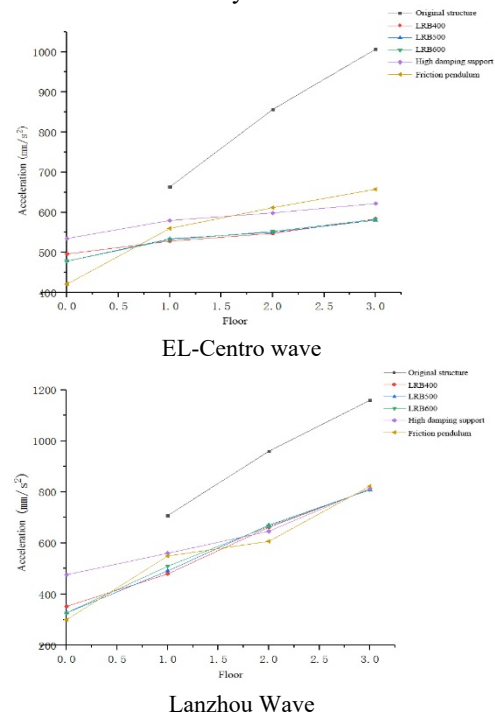 Original structure
LRB400
LRB500
LRB600
High damping support
Friction pendulum
1000
900
800
700
600
500
400
Acceleration (mm/s²)
0.0 0.5 1.0 1.5 2.0 2.5 3.0
Floor
EL-Centro wave
Original structure
LRB400
LRB500
LRB600
High damping support
Friction pendulum
1200
1000
800
600
400
200
Acceleration (mm/s²)
0.0 0.5 1.0 1.5 2.0 2.5 3.0
Floor
Lanzhou Wave